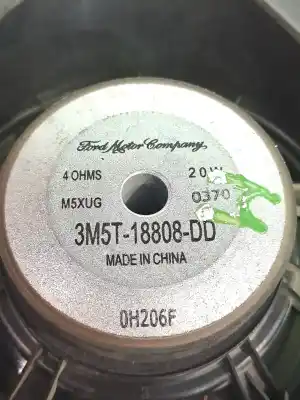 Ford Motor Company
4 OHMS 20W
M5XUG 0370
3M5T-18808-DD
MADE IN CHINA
0H206F